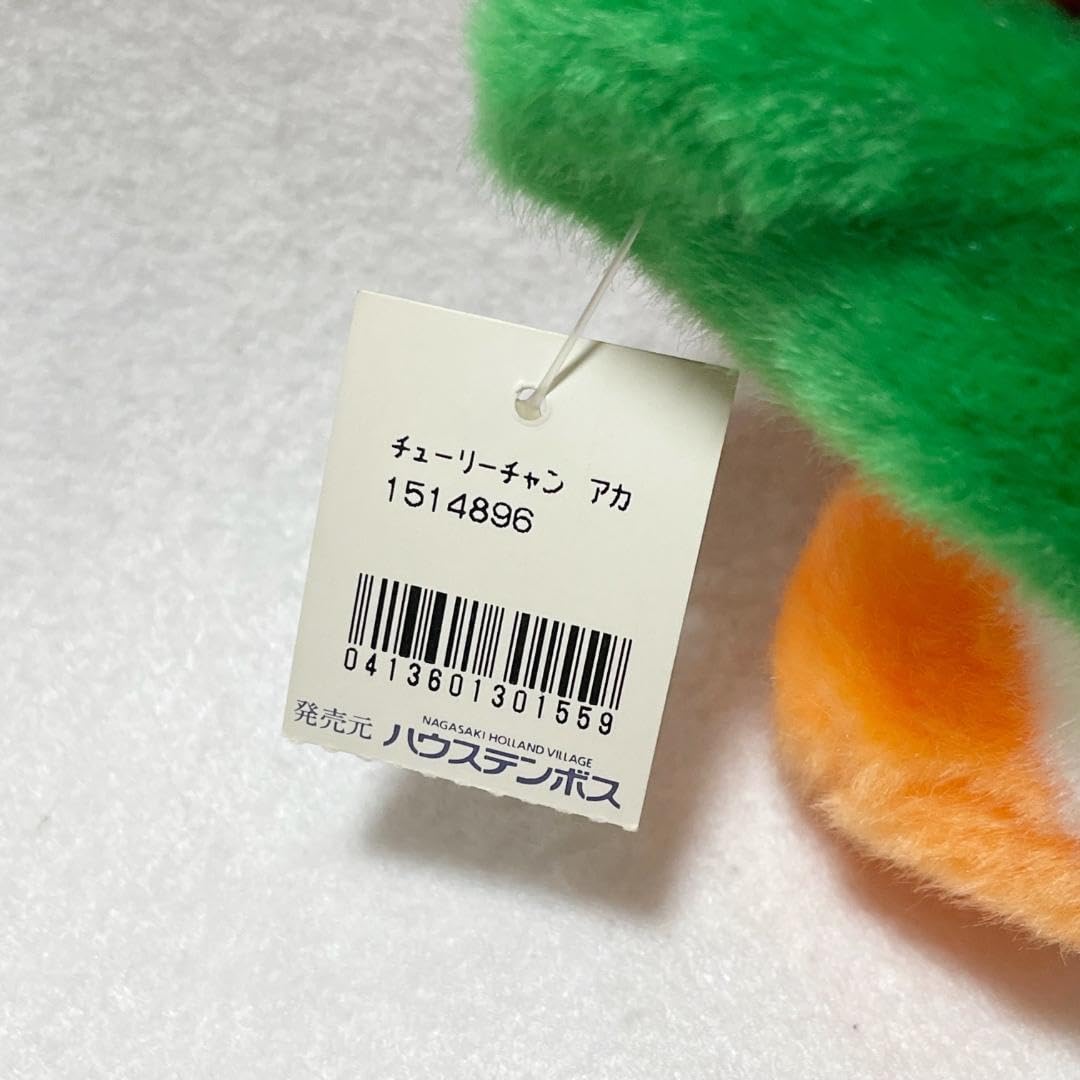 チューリーチャン アカ
1514896
0413601301559
発売元 NAGASAKI HOLLAND VILLAGE
ハウステンボス